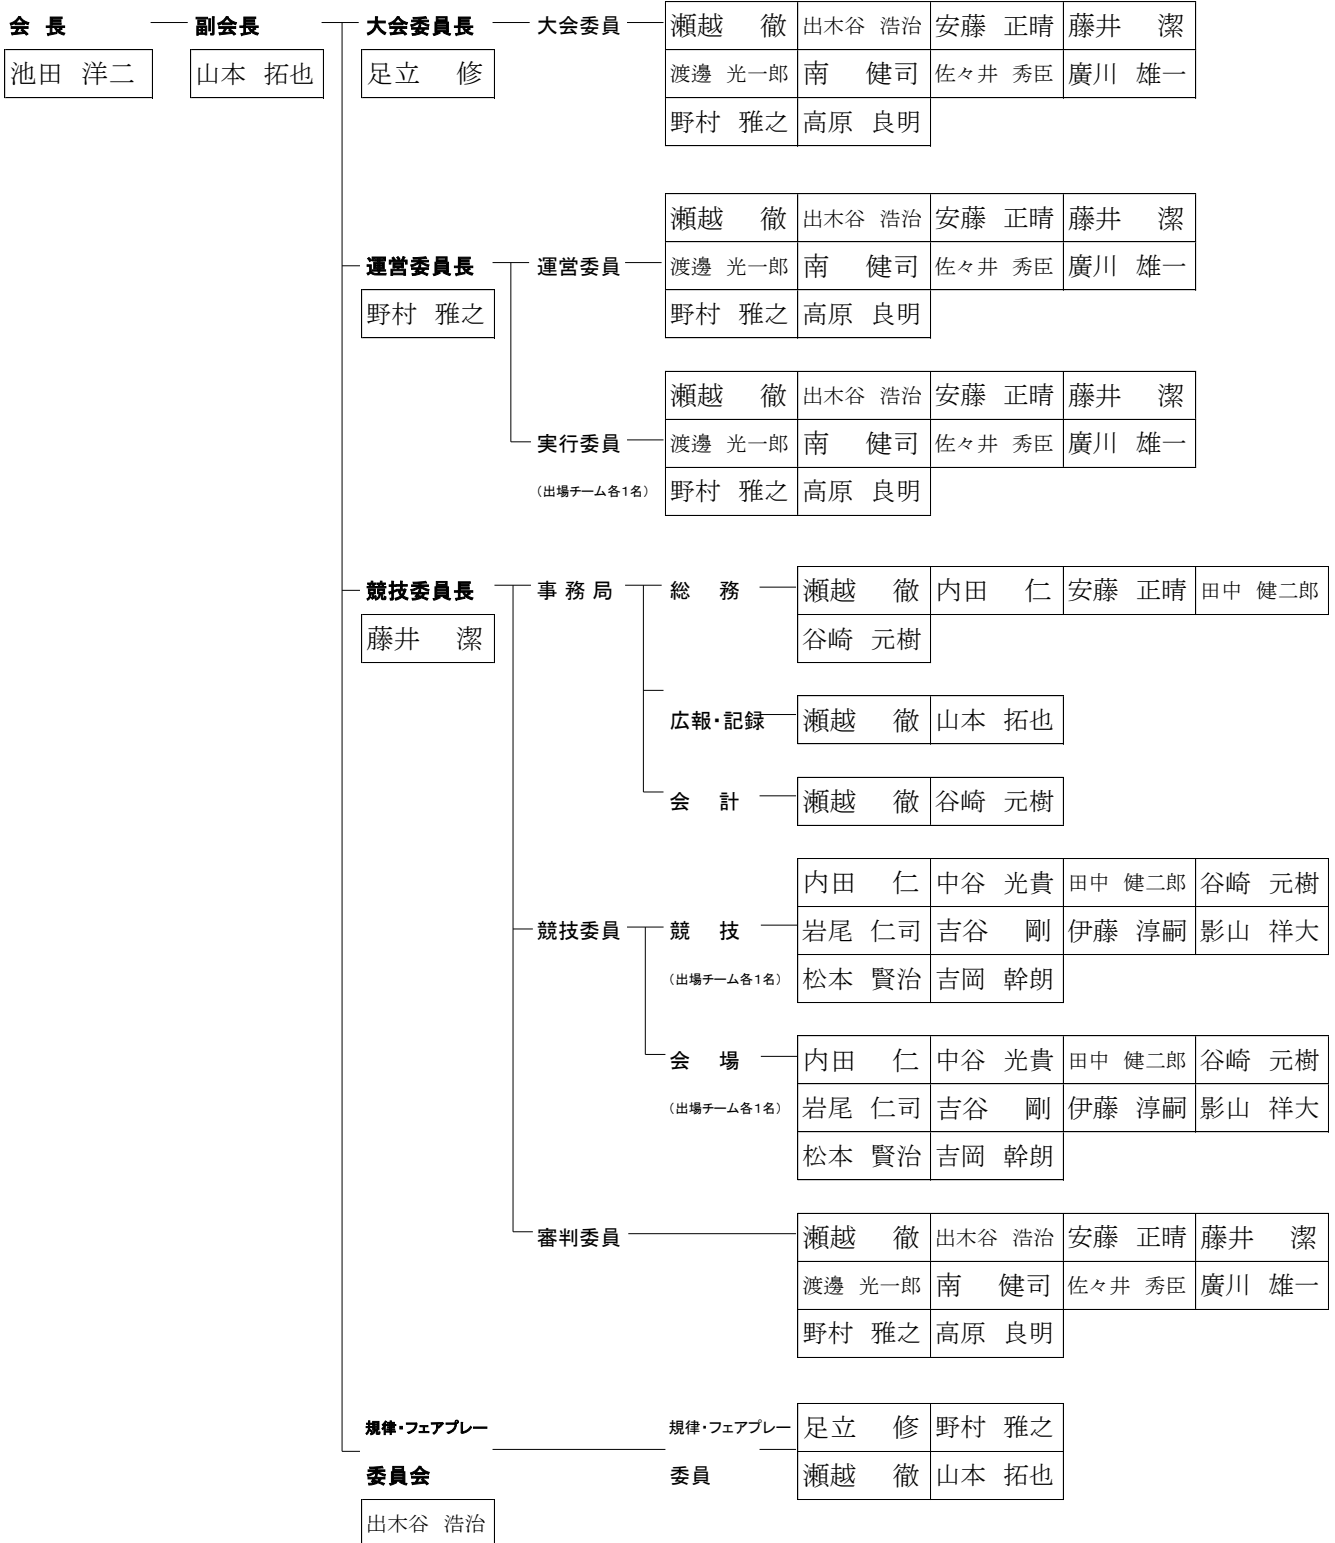 会 長 副会長 大会委員長 大会委員 瀬越 徹 出木谷 浩治 安藤 正晴 藤井 潔
池田 洋二 山本 拓也 足立 修 渡邊 光一郎 南 健司 佐々井 秀臣 廣川 雄一
野村 雅之 高原 良明
瀬越 徹 出木谷 浩治 安藤 正晴 藤井 潔
運営委員長 運営委員 渡邊 光一郎 南 健司 佐々井 秀臣 廣川 雄一
野村 雅之 野村 雅之 高原 良明
瀬越 徹 出木谷 浩治 安藤 正晴 藤井 潔
実行委員 渡邊 光一郎 南 健司 佐々井 秀臣 廣川 雄一
(出場チーム各1名) 野村 雅之 高原 良明
競技委員長 事 務 局 総 務 瀬越 徹 内田 仁 安藤 正晴 田中 健二郎
藤井 潔 谷崎 元樹
広報・記録 瀬越 徹 山本 拓也
会 計 瀬越 徹 谷崎 元樹
内田 仁 中谷 光貴 田中 健二郎 谷崎 元樹
競技委員 競 技 岩尾 仁司 吉谷 剛 伊藤 淳嗣 影山 祥大
(出場チーム各1名) 松本 賢治 吉岡 幹朗
会 場 内田 仁 中谷 光貴 田中 健二郎 谷崎 元樹
(出場チーム各1名) 岩尾 仁司 吉谷 剛 伊藤 淳嗣 影山 祥大
松本 賢治 吉岡 幹朗
審判委員 瀬越 徹 出木谷 浩治 安藤 正晴 藤井 潔
渡邊 光一郎 南 健司 佐々井 秀臣 廣川 雄一
野村 雅之 高原 良明
規律・フェアプレー 規律・フェアプレー 足立 修 野村 雅之
委員会 委員 瀬越 徹 山本 拓也
出木谷 浩治